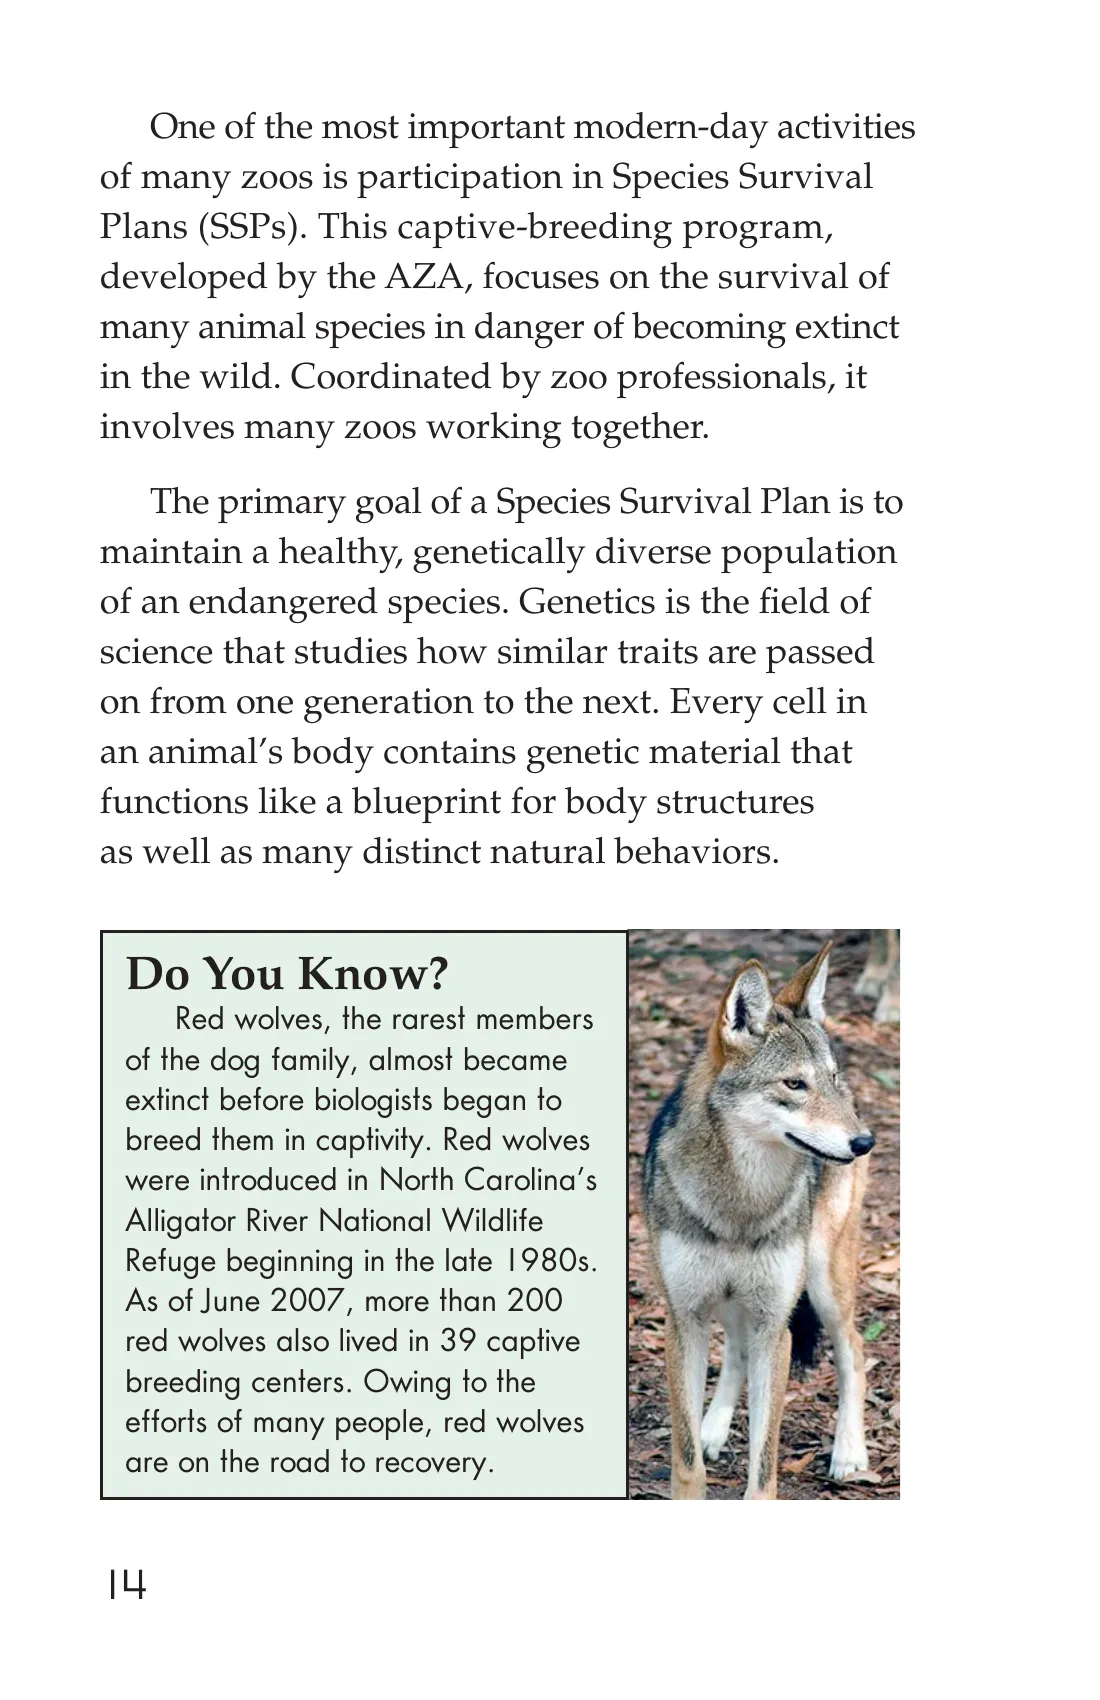 One of the most important modern-day activities
of many zoos is participation in Species Survival
Plans (SSPs). This captive-breeding program,
developed by the AZA, focuses on the survival of
many animal species in danger of becoming extinct
in the wild. Coordinated by zoo professionals, it
involves many zoos working together.
The primary goal of a Species Survival Plan is to
maintain a healthy, genetically diverse population
of an endangered species. Genetics is the field of
science that studies how similar traits are passed
on from one generation to the next. Every cell in
an animal’s body contains genetic material that
functions like a blueprint for body structures
as well as many distinct natural behaviors.
Do You Know?
Red wolves, the rarest members
of the dog family, almost became
extinct before biologists began to
breed them in captivity. Red wolves
were introduced in North Carolina’s
Alligator River National Wildlife
Refuge beginning in the late 1980s.
As of June 2007, more than 200
red wolves also lived in 39 captive
breeding centers. Owing to the
efforts of many people, red wolves
are on the road to recovery.
14